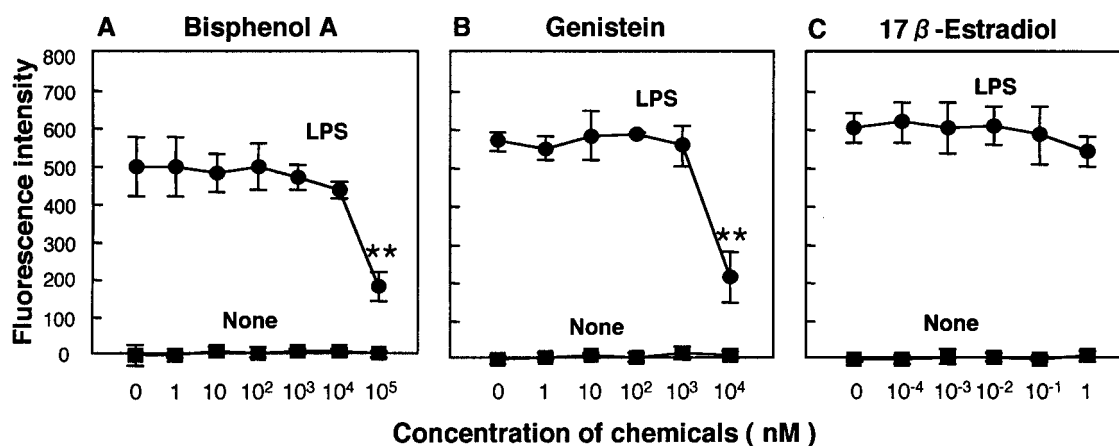 A Bisphenol A
B Genistein
C 17 β-Estradiol
Fluorescence intensity
800
700
600
500
400
300
200
100
0
LPS
**
None
LPS
**
None
LPS
None
0 1 10 10² 10³ 10⁴ 10⁵
0 1 10 10² 10³ 10⁴
0 10⁻⁴ 10⁻³ 10⁻² 10⁻¹ 1
Concentration of chemicals ( nM )